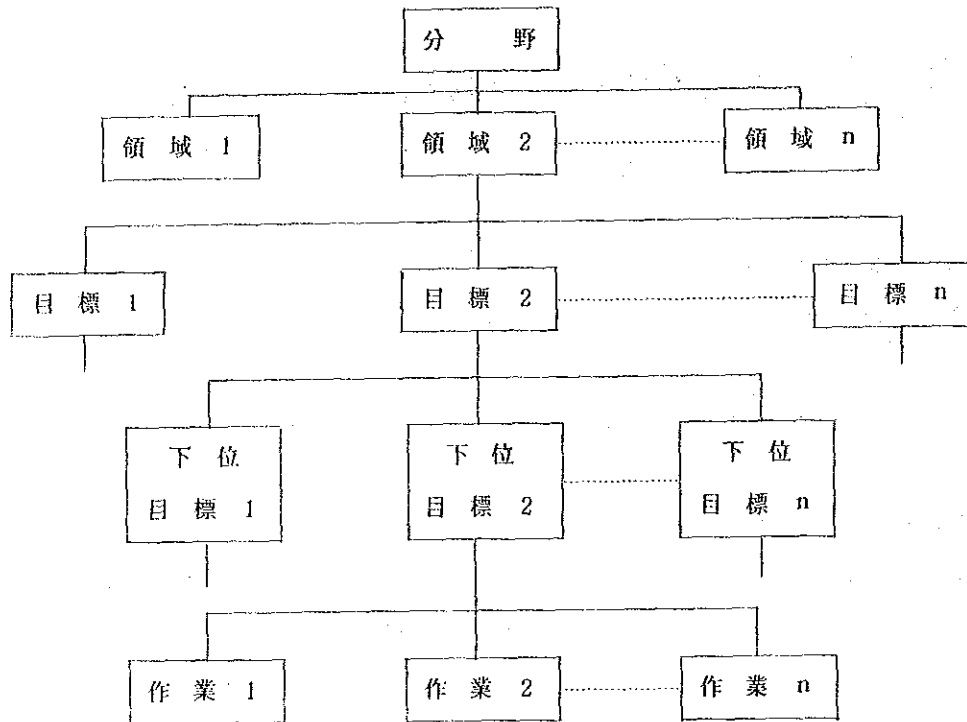 分 野
領 域 1
領 域 2
領 域 n
目 標 1
目 標 2
目 標 n
下 位
目 標 1
下 位
目 標 2
下 位
目 標 n
作 業 1
作 業 2
作 業 n